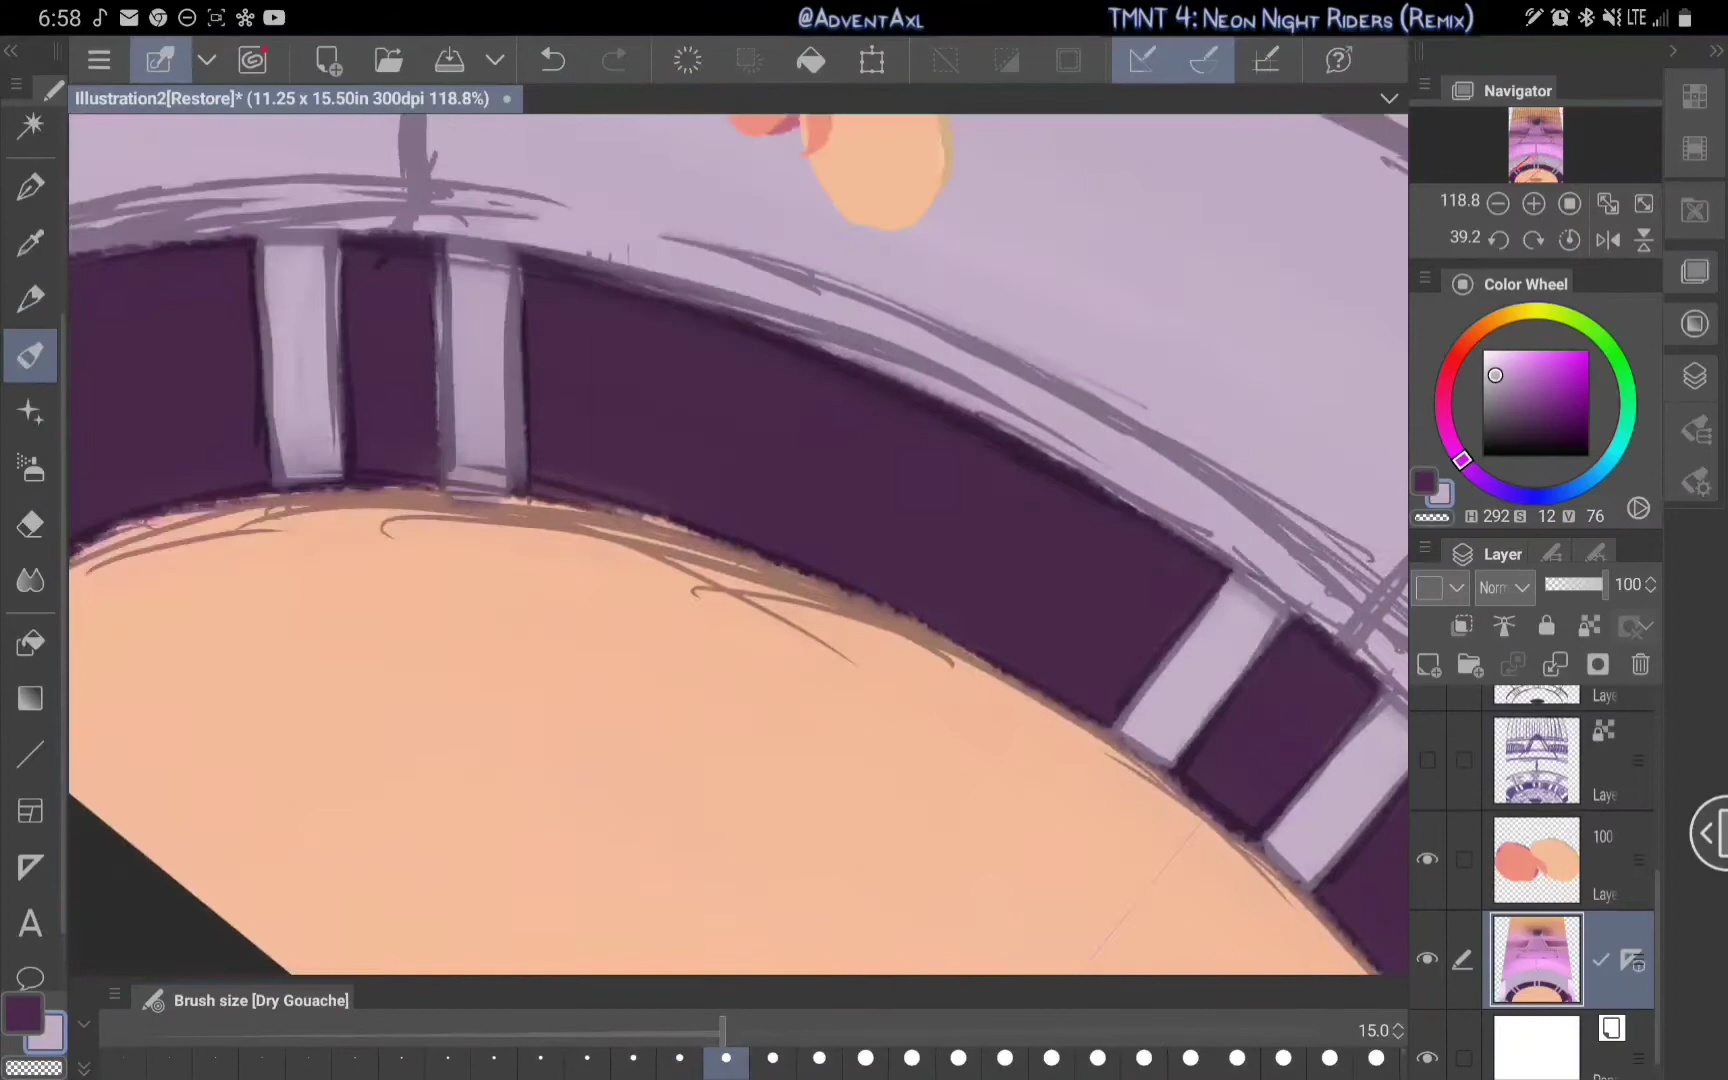 6:58
@AdventAxl
TMNT 4: Neon Night Riders (Remix)
LTE
Illustration2[Restore]* (11.25 x 15.50in 300dpi 118.8%)
Navigator
118.8
39.2
Color Wheel
H 292 S 12 V 76
Layer
Norr
100
Laye
Laye
100
Laye
Brush size [Dry Gouache]
15.0